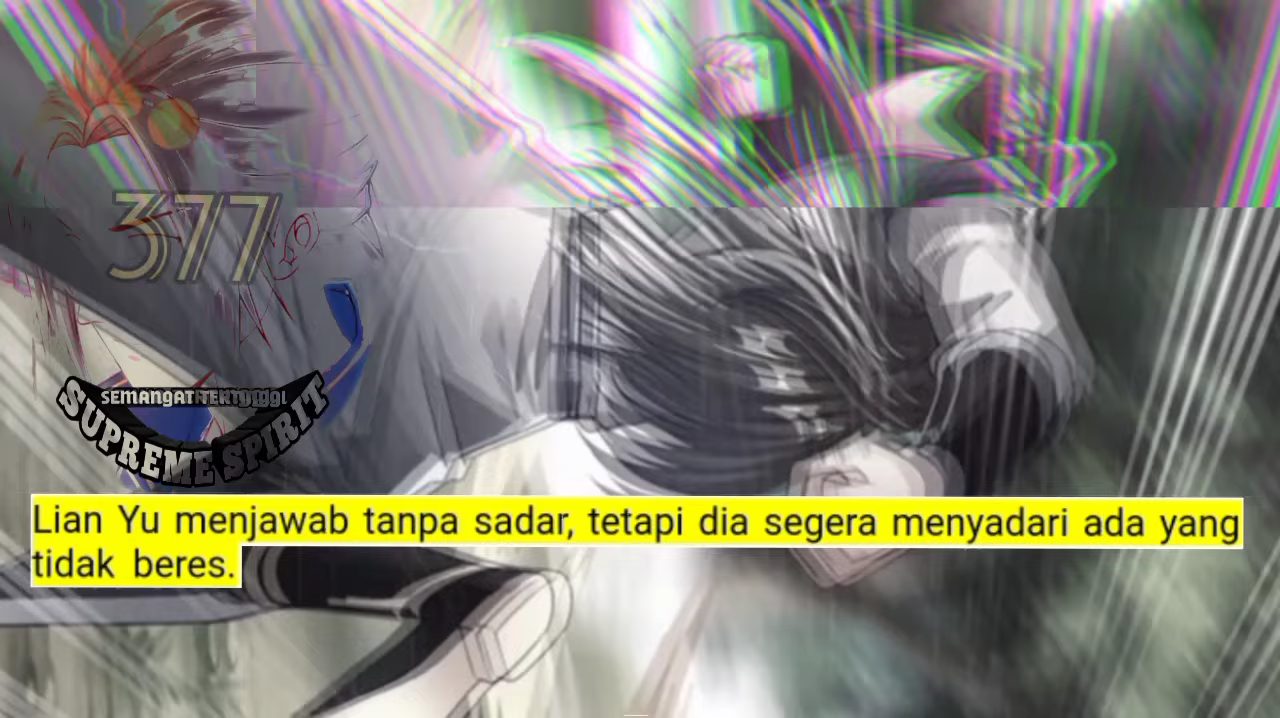 377
SEMANGAT
SUPREME SPIRIT
Lian Yu menjawab tanpa sadar, tetapi dia segera menyadari ada yang
tidak beres.